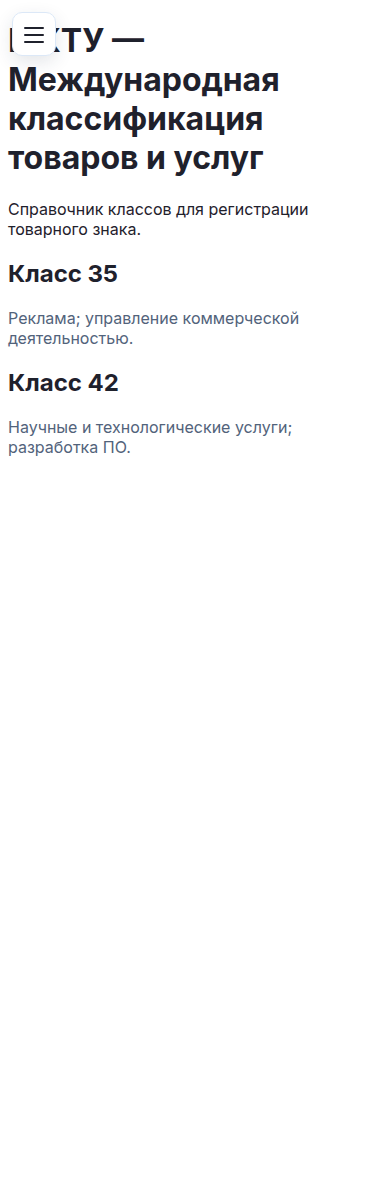 КТУ —
Международная
классификация
товаров и услуг
Справочник классов для регистрации
товарного знака.
Класс 35
Реклама; управление коммерческой
деятельностью.
Класс 42
Научные и технологические услуги;
разработка ПО.